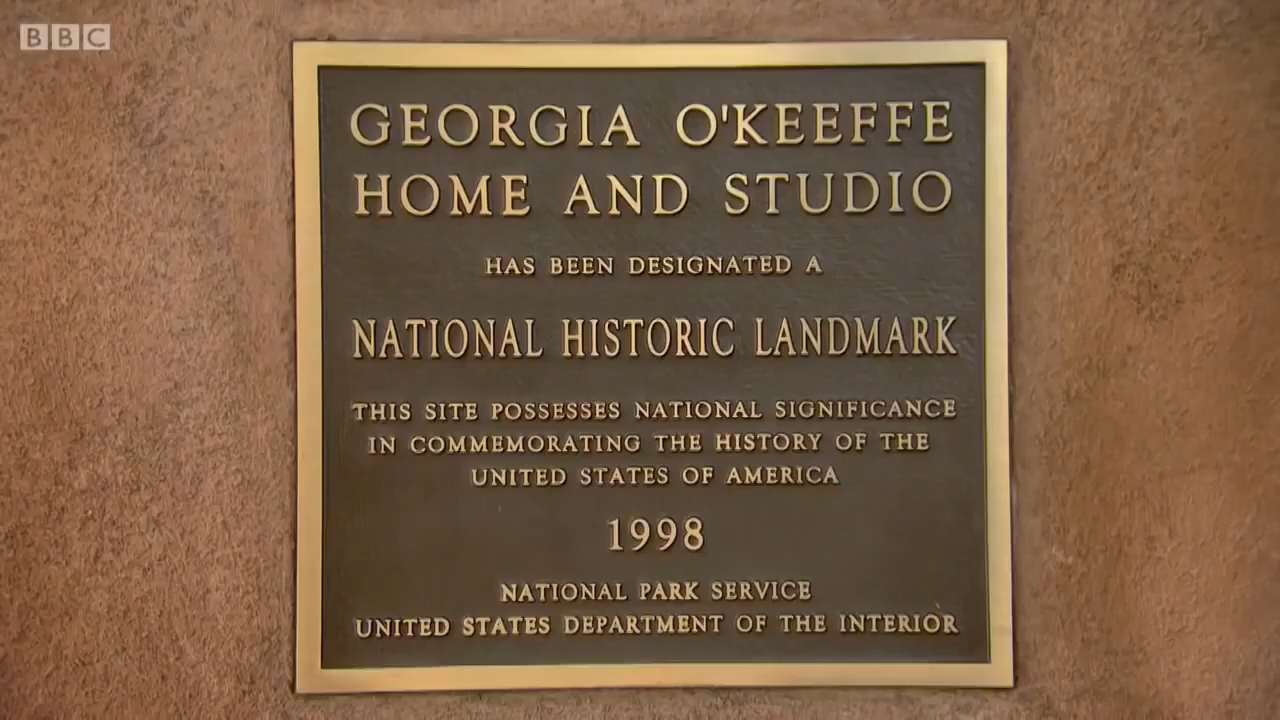 BBC
GEORGIA O'KEEFFE
HOME AND STUDIO
HAS BEEN DESIGNATED A
NATIONAL HISTORIC LANDMARK
THIS SITE POSSESSES NATIONAL SIGNIFICANCE
IN COMMEMORATING THE HISTORY OF THE
UNITED STATES OF AMERICA
1998
NATIONAL PARK SERVICE
UNITED STATES DEPARTMENT OF THE INTERIOR